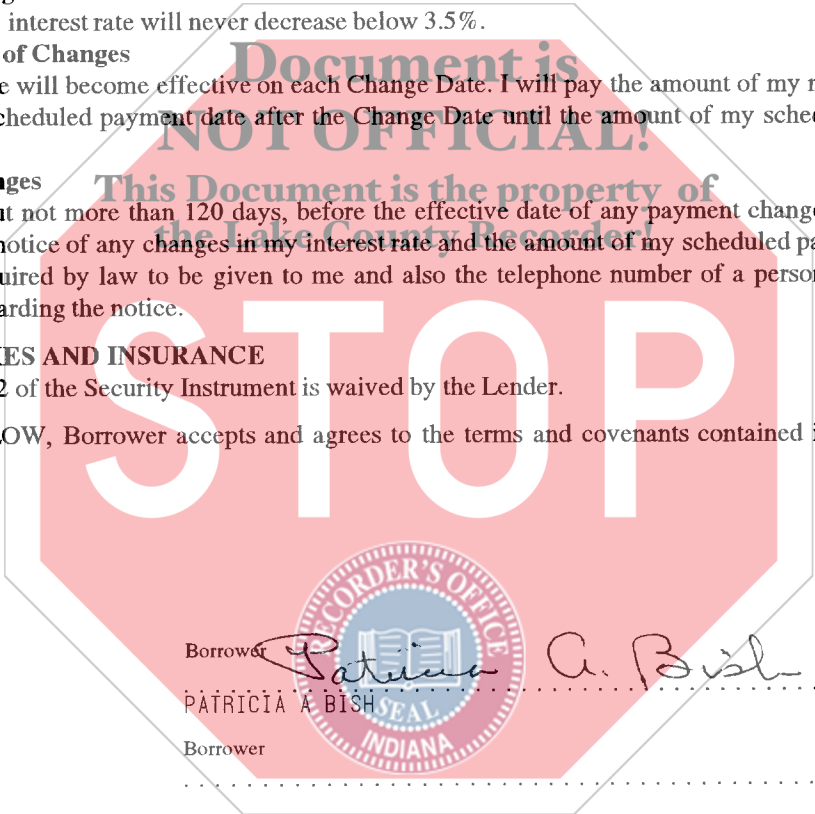 interest rate will never decrease below 3.5%.
of Changes
Document is
e will become effective on each Change Date. I will pay the amount of my
cheduled payment date after the Change Date until the amount of my sched
NOT OFFICIAL!
nges
This Document is the property of
t not more than 120 days, before the effective date of any payment change
the Lake County Recorder!
notice of any changes in my interest rate and the amount of my scheduled pa
uired by law to be given to me and also the telephone number of a person
arding the notice.
ES AND INSURANCE
2 of the Security Instrument is waived by the Lender.
LOW, Borrower accepts and agrees to the terms and covenants contained i
STOP
RECORDER'S OFFICE
Borrower Patricia A. Bish
PATRICIA A BISH
SEAL
Borrower
INDIANA